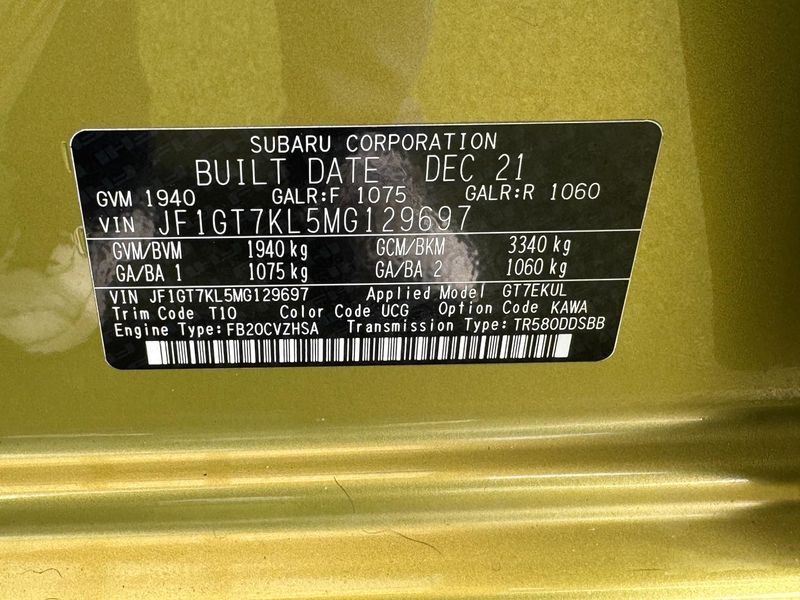 SUBARU CORPORATION
BUILT DATE DEC 21
GVM 1940 GALR:F 1075 GALR:R 1060
VIN JF1GT7KL5MG129697
GVM/BVM 1940 kg GCM/BKM 3340 kg
GA/BA 1 1075 kg GA/BA 2 1060 kg
VIN JF1GT7KL5MG129697 Applied Model GT7EKUL
Trim Code T10 Color Code UCG Option Code KAWA
Engine Type: FB20CVZHSA Transmission Type: TR580DDSBB